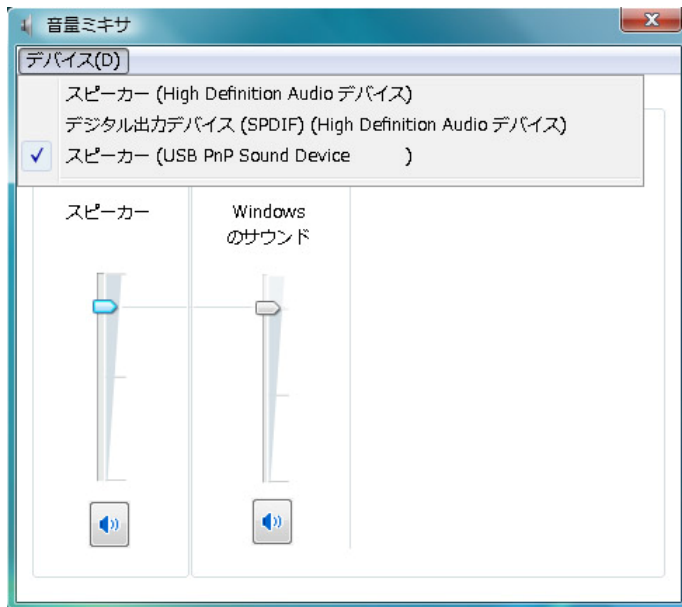 音量ミキサ
デバイス(D)
スピーカー (High Definition Audio デバイス)
デジタル出力デバイス (SPDIF) (High Definition Audio デバイス)
スピーカー (USB PnP Sound Device          )
スピーカー
Windows
のサウンド